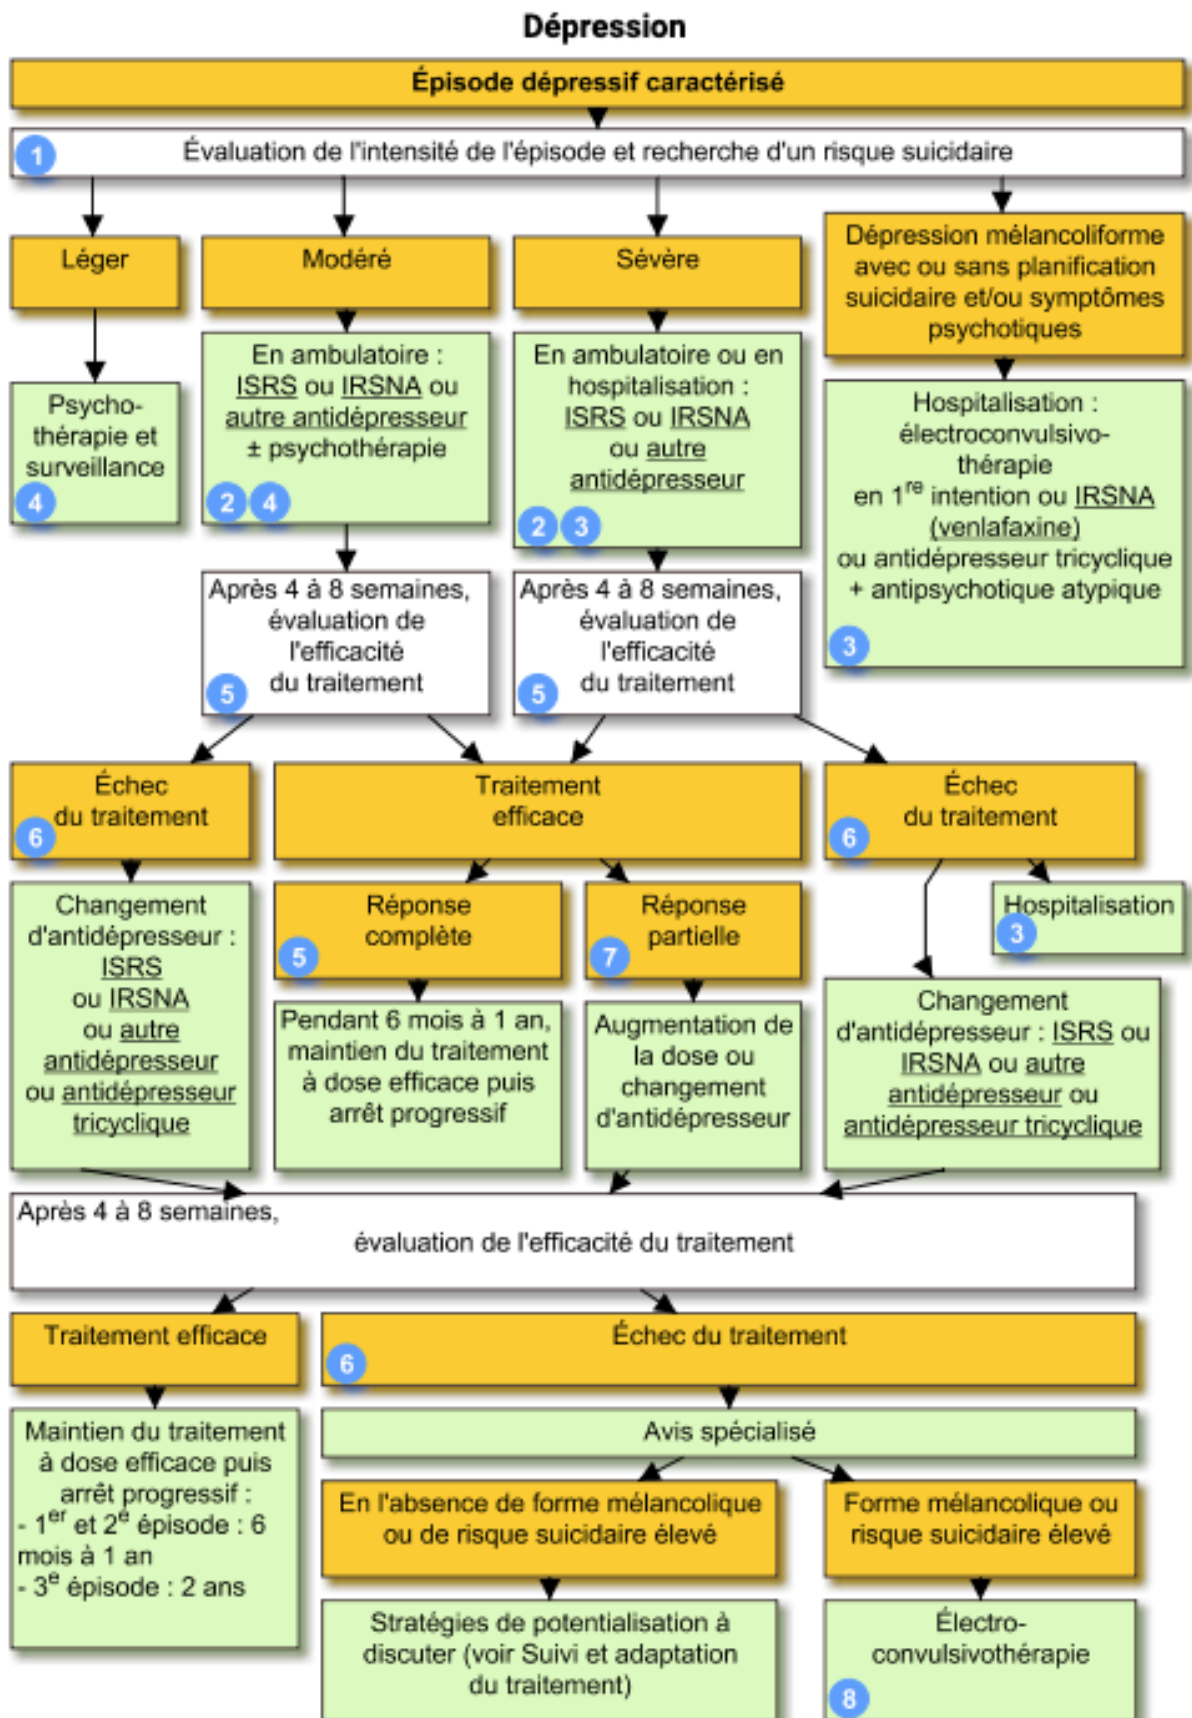 Dépression
Épisode dépressif caractérisé
1
Évaluation de l'intensité de l'épisode et recherche d'un risque suicidaire
Léger
Modéré
Sévère
Dépression mélancoliforme
avec ou sans planification
suicidaire et/ou symptômes
psychotiques
Psycho-
thérapie et
surveillance
4
En ambulatoire :
ISRS ou IRSNA ou
autre antidépresseur
± psychothérapie
2 4
En ambulatoire ou en
hospitalisation :
ISRS ou IRSNA
ou autre
antidépresseur
2 3
Hospitalisation :
électroconvulsivo-
thérapie
en 1re intention ou IRSNA
(venlafaxine)
ou antidépresseur tricyclique
+ antipsychotique atypique
3
Après 4 à 8 semaines,
évaluation de
l'efficacité
du traitement
5
Après 4 à 8 semaines,
évaluation de
l'efficacité
du traitement
5
Échec
du traitement
6
Traitement
efficace
Échec
du traitement
6
Changement
d'antidépresseur :
ISRS
ou IRSNA
ou autre
antidépresseur
ou antidépresseur
tricyclique
Réponse
complète
5
Réponse
partielle
7
Hospitalisation
3
Pendant 6 mois à 1 an,
maintien du traitement
à dose efficace puis
arrêt progressif
Augmentation de
la dose ou
changement
d'antidépresseur
Changement
d'antidépresseur : ISRS ou
IRSNA ou autre
antidépresseur ou
antidépresseur tricyclique
Après 4 à 8 semaines,
évaluation de l'efficacité du traitement
Traitement efficace
Échec du traitement
6
Maintien du traitement
à dose efficace puis
arrêt progressif :
- 1er et 2e épisode : 6
mois à 1 an
- 3e épisode : 2 ans
Avis spécialisé
En l'absence de forme mélancolique
ou de risque suicidaire élevé
Forme mélancolique ou
risque suicidaire élevé
Stratégies de potentialisation à
discuter (voir Suivi et adaptation
du traitement)
Électro-
convulsivothérapie
8